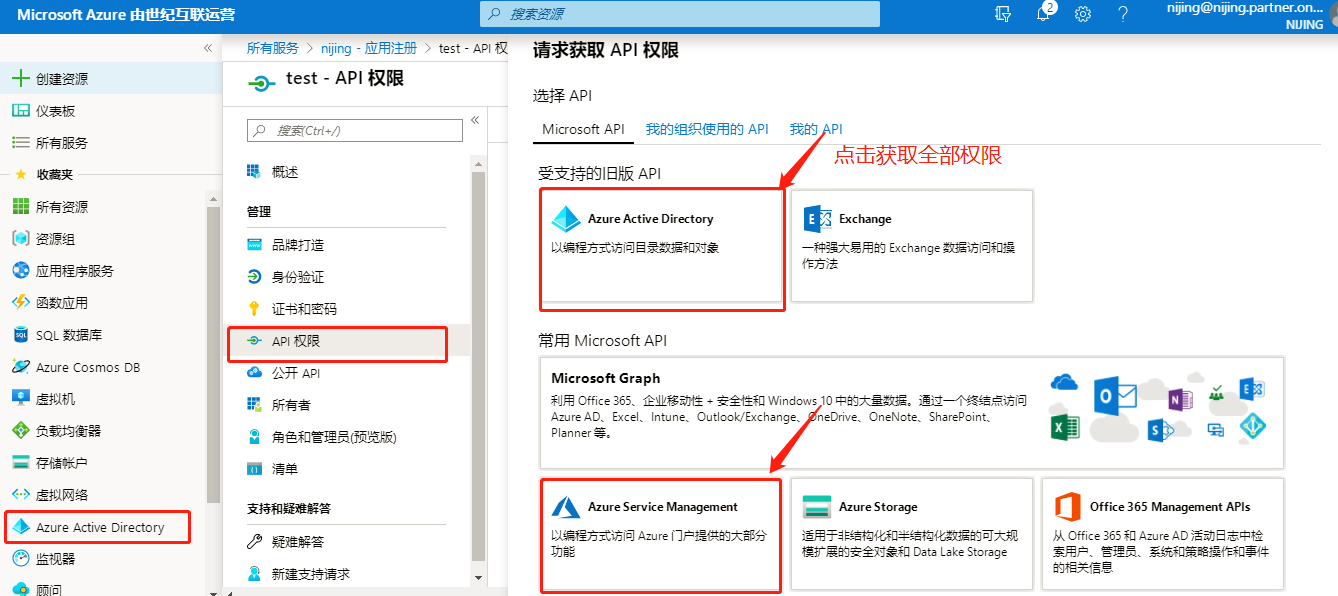 Microsoft Azure 由世纪互联运营
搜索资源
2
nijing@nijing.partner.on...
NIJING
创建资源
仪表板
所有服务
收藏夹
所有资源
资源组
应用程序服务
函数应用
SQL 数据库
Azure Cosmos DB
虚拟机
负载均衡器
存储帐户
虚拟网络
Azure Active Directory
监视器
顾问
所有服务 > nijing - 应用注册 > test - API 权
test - API 权限
搜索(Ctrl+/)
概述
管理
品牌打造
身份验证
证书和密码
API 权限
公开 API
所有者
角色和管理员(预览版)
清单
支持和疑难解答
疑难解答
新建支持请求
请求获取 API 权限
选择 API
Microsoft API 我的组织使用的 API 我的 API
点击获取全部权限
受支持的旧版 API
Azure Active Directory
以编程方式访问目录数据和对象
Exchange
一种强大易用的 Exchange 数据访问和操
作方法
常用 Microsoft API
Microsoft Graph
利用 Office 365、企业移动性 + 安全性和 Windows 10 中的大量数据。通过一个终结点访问
Azure AD、Excel、Intune、Outlook/Exchange、OneDrive、OneNote、SharePoint、
Planner 等。
Azure Service Management
以编程方式访问 Azure 门户提供的大部分
功能
Azure Storage
适用于非结构化和半结构化数据的可大规
模扩展的安全对象和 Data Lake Storage
Office 365 Management APIs
从 Office 365 和 Azure AD 活动日志中检
索用户、管理员、系统和策略操作和事件
的相关信息